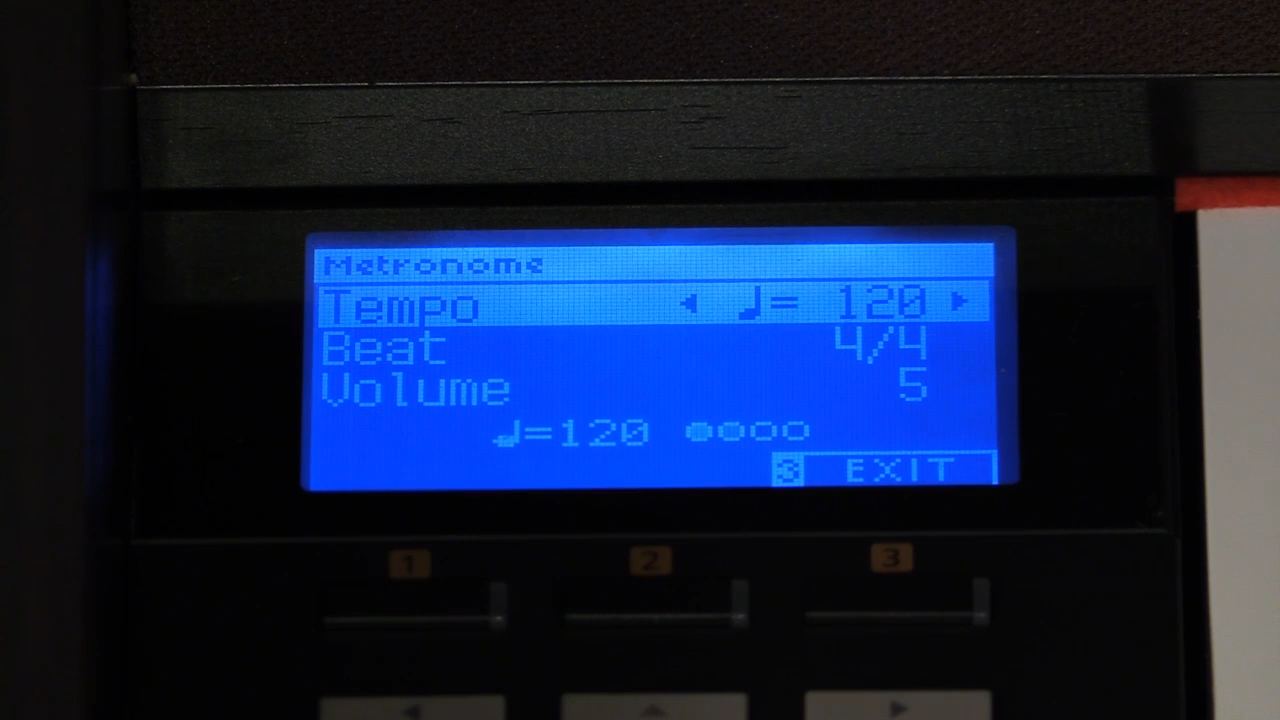 Metronome
Tempo ◀ ♩= 120 ▶
Beat 4/4
Volume 5
♩=120 ●●○○
3 EXIT
1 2 3